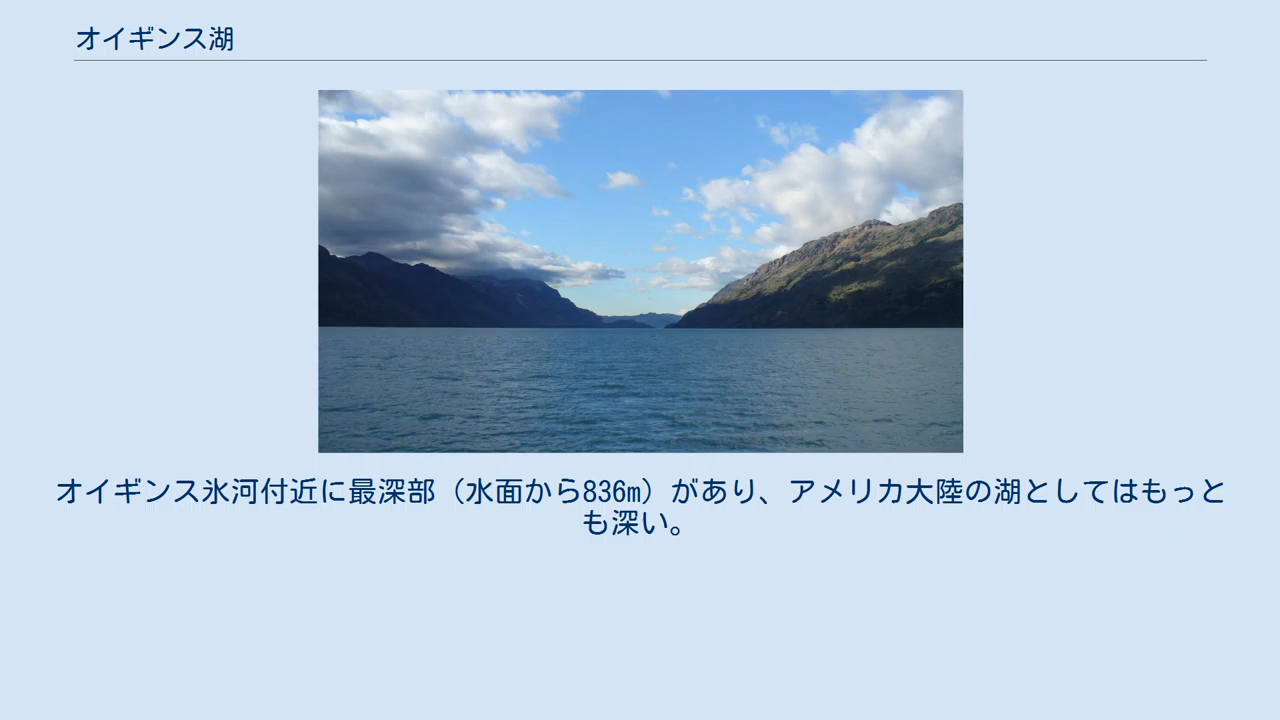 オイギンス湖
オイギンス氷河付近に最深部（水面から836m）があり、アメリカ大陸の湖としてはもっと
も深い。